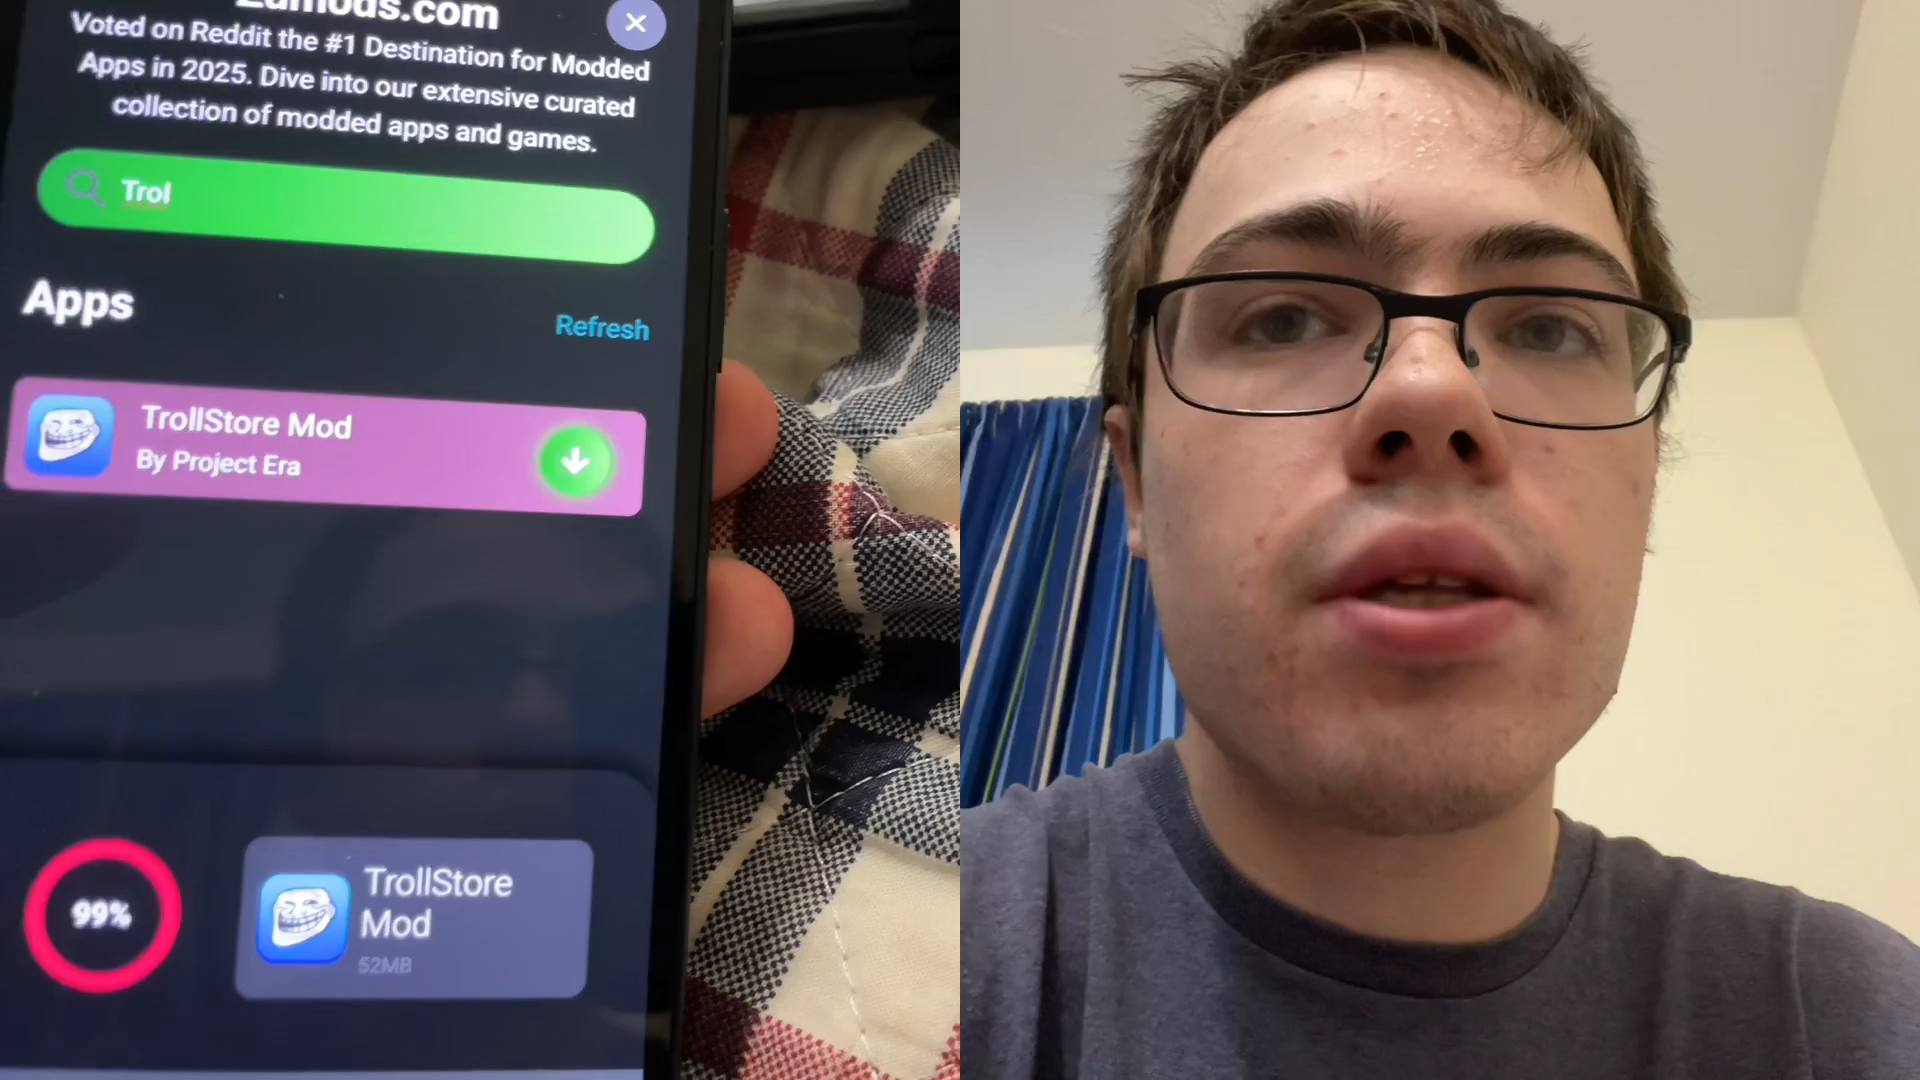 Voted on Reddit the #1 Destination for Modded
Apps in 2025. Dive into our extensive curated
collection of modded apps and games.
Trol
Apps
Refresh
TrollStore Mod
By Project Era
99%
TrollStore
Mod
52MB